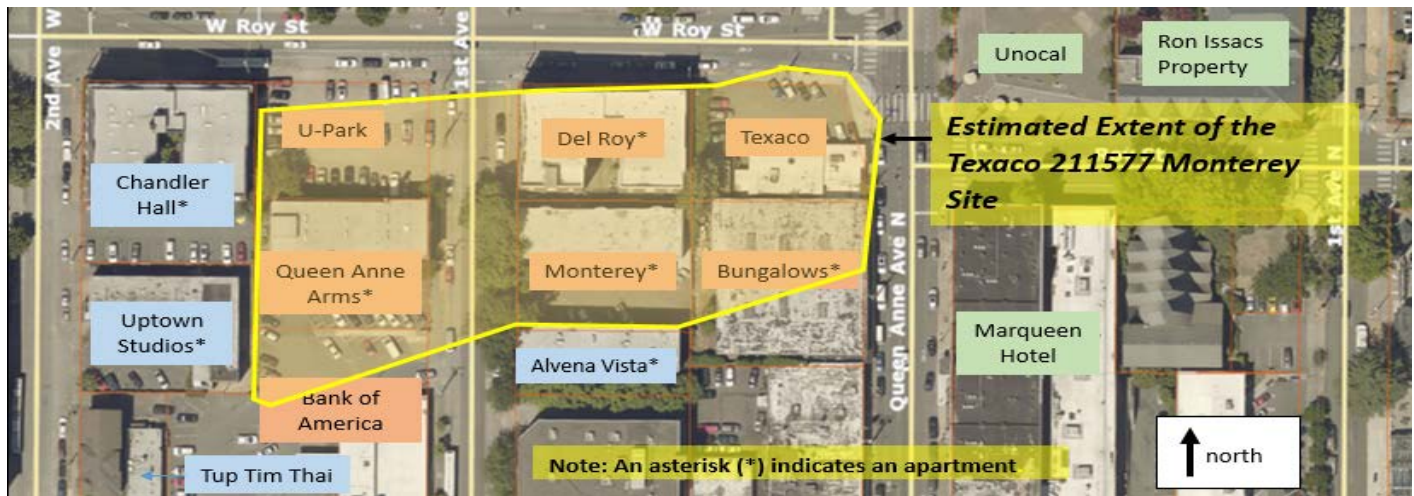 W
W Roy St
W Roy St
2nd Ave W
1st Ave
Unocal
Ron Issacs
Property
U-Park
Del Roy*
Texaco
Estimated Extent of the
Texaco 211577 Monterey
Site
Chandler
Hall*
Queen Anne
Arms*
Monterey*
Bungalows*
Uptown
Studios*
Alvena Vista*
Marqueen
Hotel
Queen Anne Ave N
1st Ave N
Bank of
America
Tup Tim Thai
Note: An asterisk (*) indicates an apartment
north